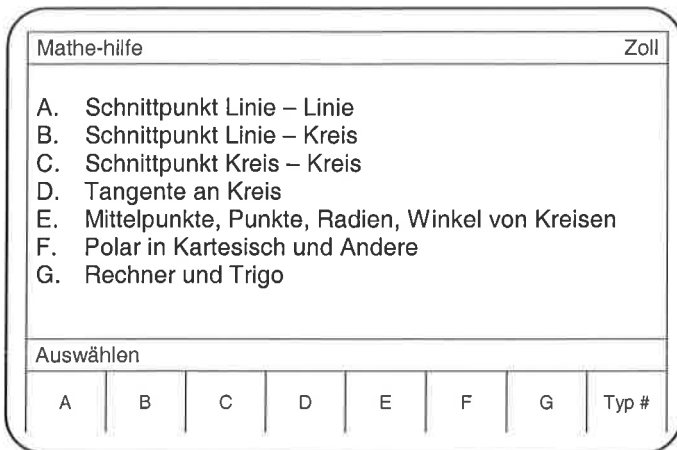 Mathe-hilfe Zoll
A. Schnittpunkt Linie – Linie
B. Schnittpunkt Linie – Kreis
C. Schnittpunkt Kreis – Kreis
D. Tangente an Kreis
E. Mittelpunkte, Punkte, Radien, Winkel von Kreisen
F. Polar in Kartesisch und Andere
G. Rechner und Trigo
Auswählen
A B C D E F G Typ #